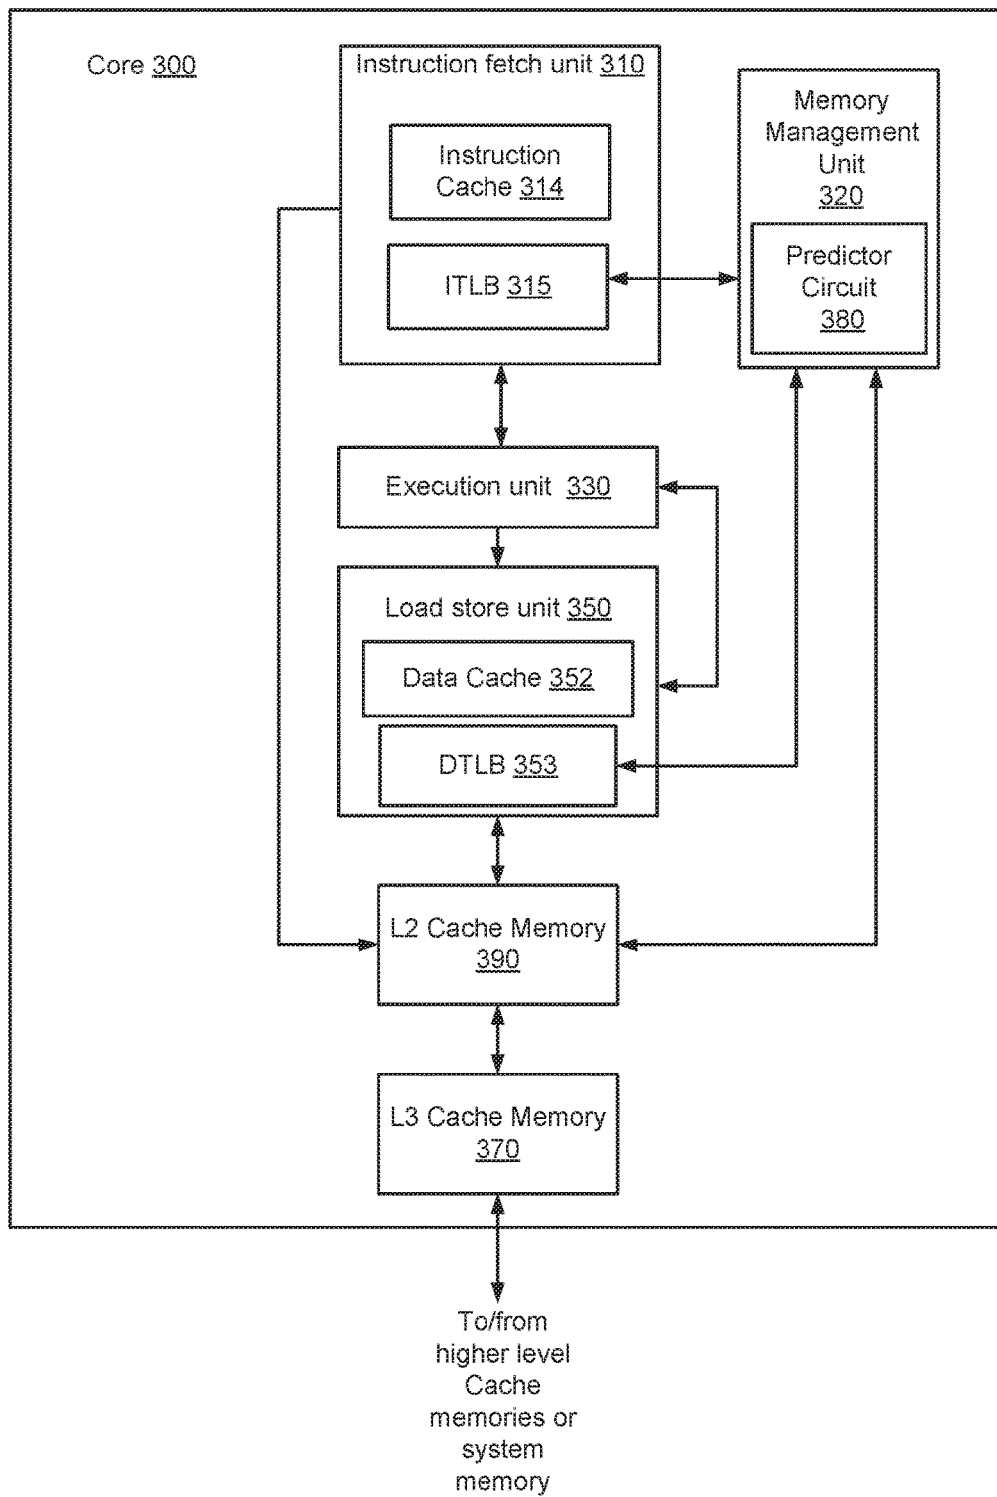 Core 300
Instruction fetch unit 310
Instruction
Cache 314
ITLB 315
Memory
Management
Unit
320
Predictor
Circuit
380
Execution unit 330
Load store unit 350
Data Cache 352
DTLB 353
L2 Cache Memory
390
L3 Cache Memory
370
To/from
higher level
Cache
memories or
system
memory